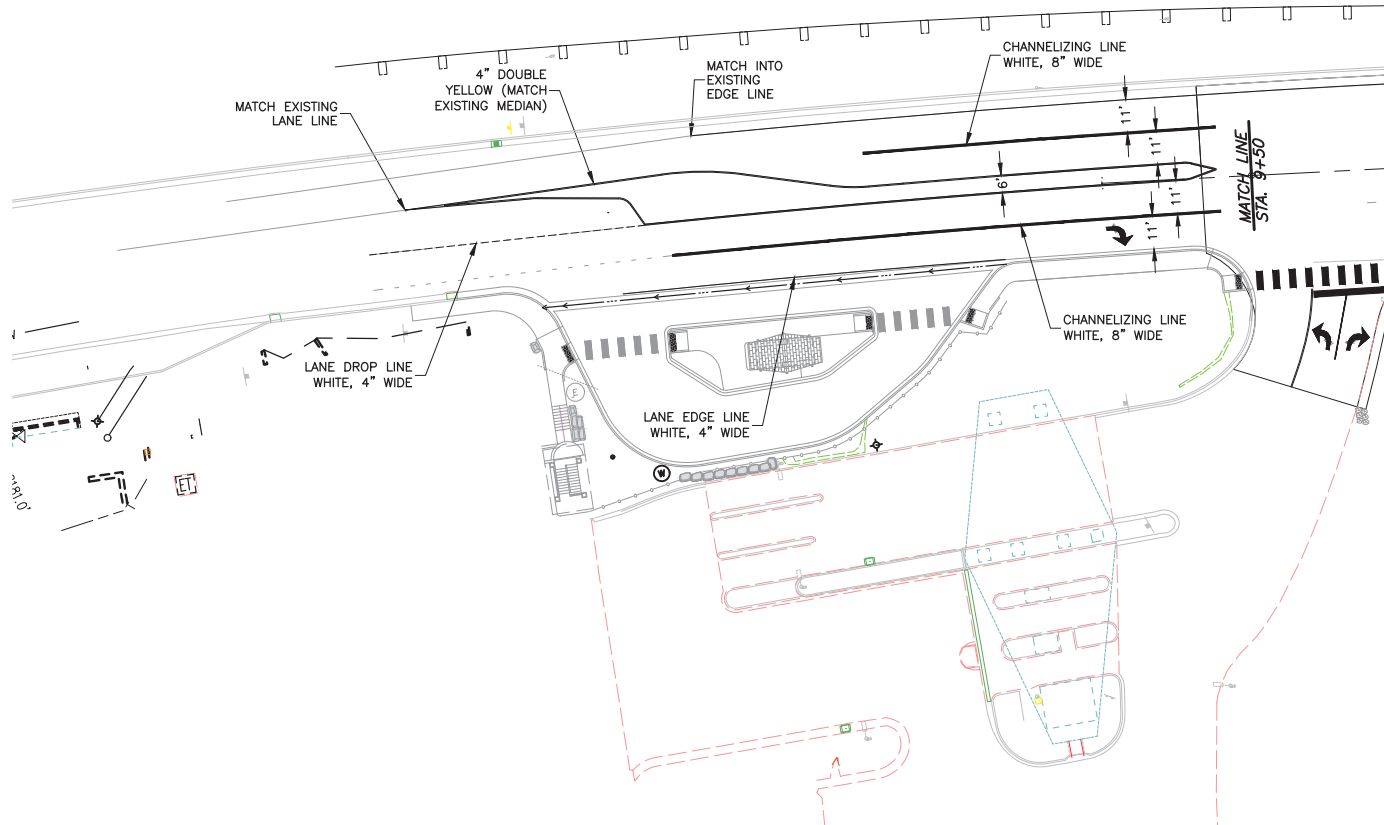 CHANNELIZING LINE
WHITE, 8” WIDE
MATCH INTO
EXISTING
EDGE LINE
4” DOUBLE
YELLOW (MATCH
EXISTING MEDIAN)
MATCH EXISTING
LANE LINE
11'
11'
6'
11'
11'
MATCH LINE
STA. 9+50
CHANNELIZING LINE
WHITE, 8” WIDE
LANE DROP LINE
WHITE, 4” WIDE
LANE EDGE LINE
WHITE, 4” WIDE
E
W
ET